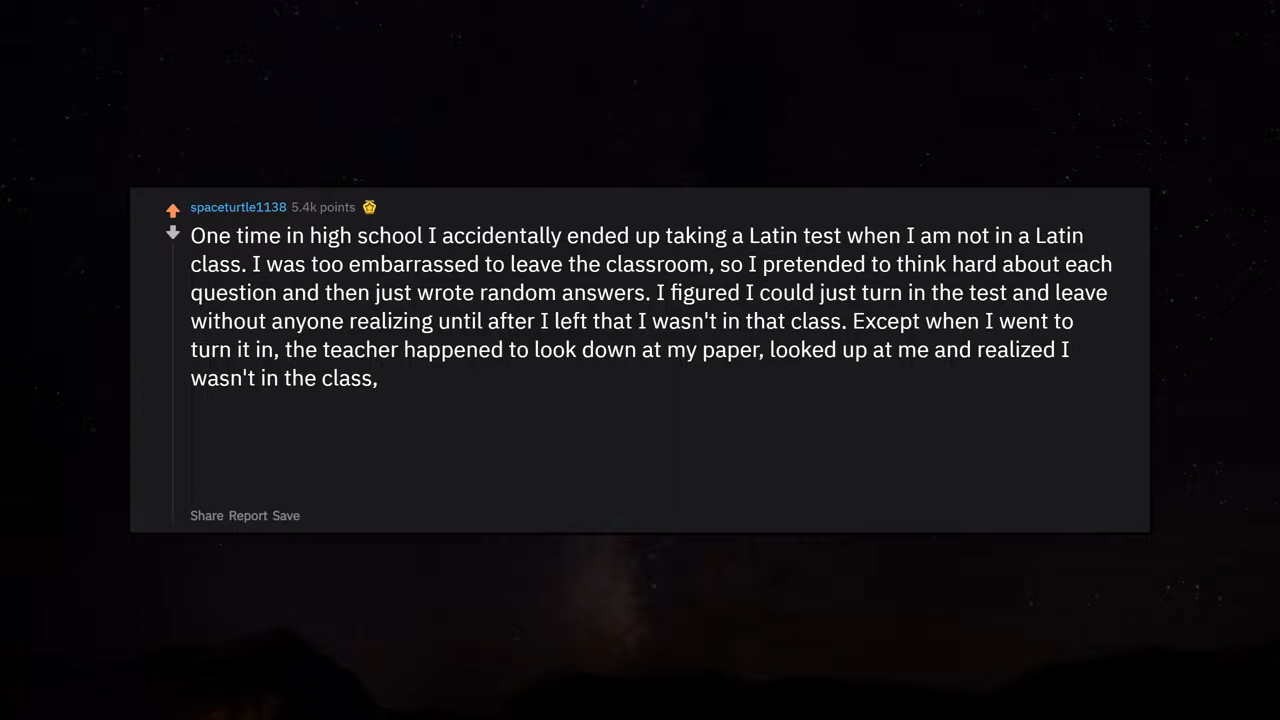 spaceturtle1138 5.4k points
One time in high school I accidentally ended up taking a Latin test when I am not in a Latin
class. I was too embarrassed to leave the classroom, so I pretended to think hard about each
question and then just wrote random answers. I figured I could just turn in the test and leave
without anyone realizing until after I left that I wasn't in that class. Except when I went to
turn it in, the teacher happened to look down at my paper, looked up at me and realized I
wasn't in the class,
Share Report Save